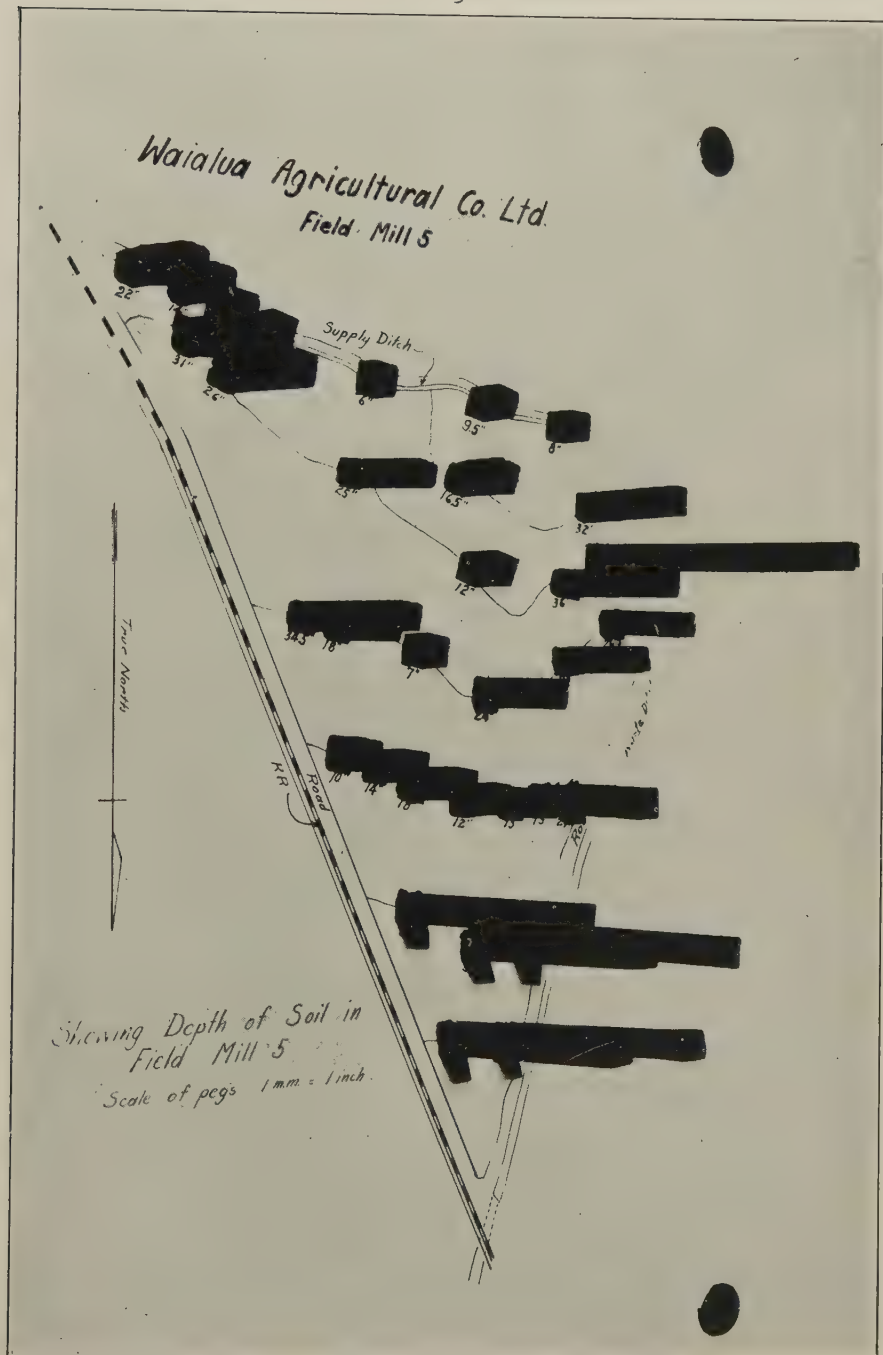 Waialua Agricultural Co. Ltd.
Field Mill 5
22"
31"
26"
Supply Ditch
6"
9.5"
8"
25"
16.5"
32"
12"
36"
34.5"
18"
7"
24"
True North
RR
Road
10"
14"
18"
12"
13"
13"
Showing Depth of Soil in
Field Mill 5
Scale of pegs 1 m.m. = 1 inch.